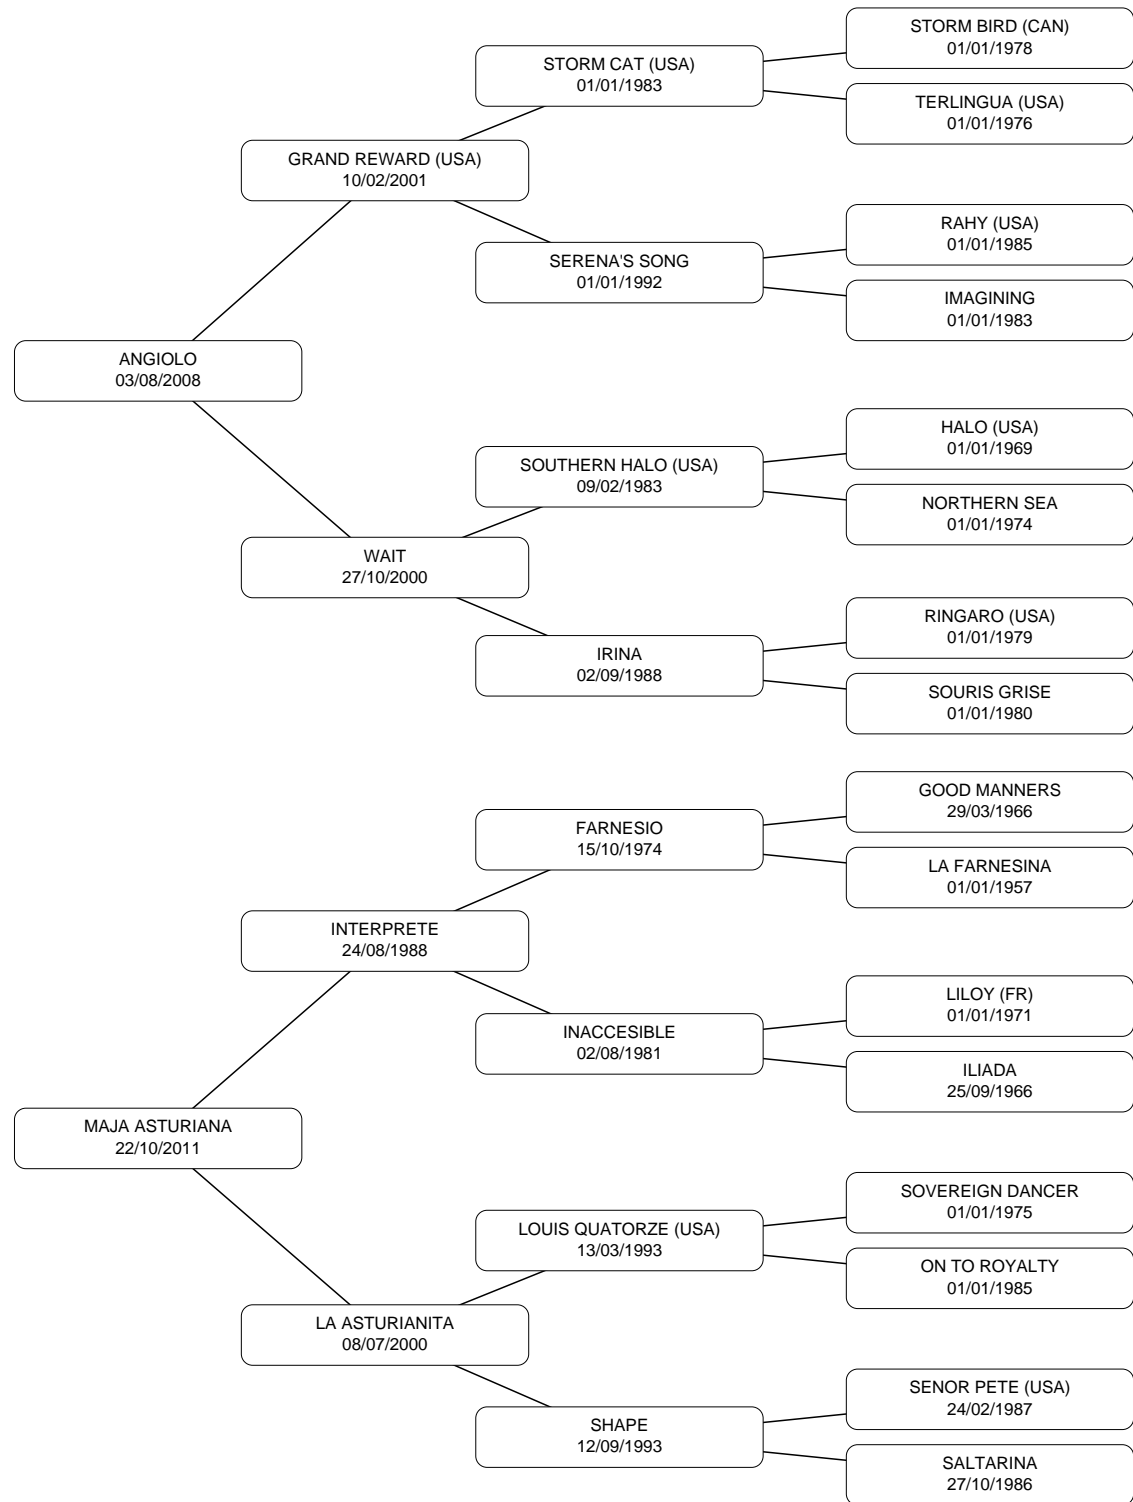 STORM BIRD (CAN)
01/01/1978
STORM CAT (USA)
01/01/1983
TERLINGUA (USA)
01/01/1976
GRAND REWARD (USA)
10/02/2001
RAHY (USA)
01/01/1985
SERENA'S SONG
01/01/1992
IMAGINING
01/01/1983
ANGIOLO
03/08/2008
HALO (USA)
01/01/1969
SOUTHERN HALO (USA)
09/02/1983
NORTHERN SEA
01/01/1974
WAIT
27/10/2000
RINGARO (USA)
01/01/1979
IRINA
02/09/1988
SOURIS GRISE
01/01/1980
GOOD MANNERS
29/03/1966
FARNESIO
15/10/1974
LA FARNESINA
01/01/1957
INTERPRETE
24/08/1988
LILOY (FR)
01/01/1971
INACCESIBLE
02/08/1981
ILIADA
25/09/1966
MAJA ASTURIANA
22/10/2011
SOVEREIGN DANCER
01/01/1975
LOUIS QUATORZE (USA)
13/03/1993
ON TO ROYALTY
01/01/1985
LA ASTURIANITA
08/07/2000
SENOR PETE (USA)
24/02/1987
SHAPE
12/09/1993
SALTARINA
27/10/1986